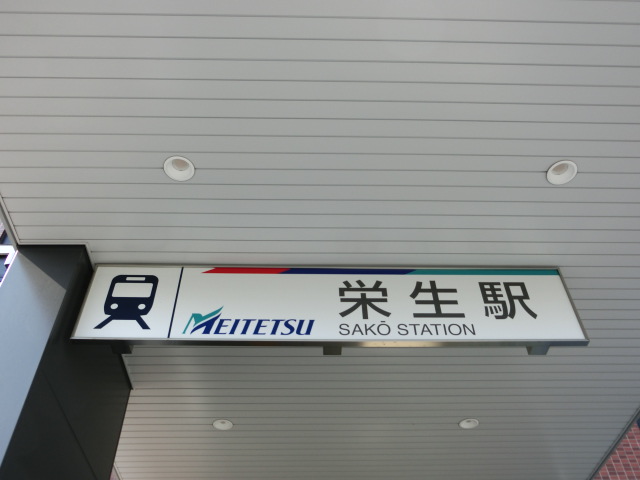 MEITETSU
栄生駅
SAKŌ STATION